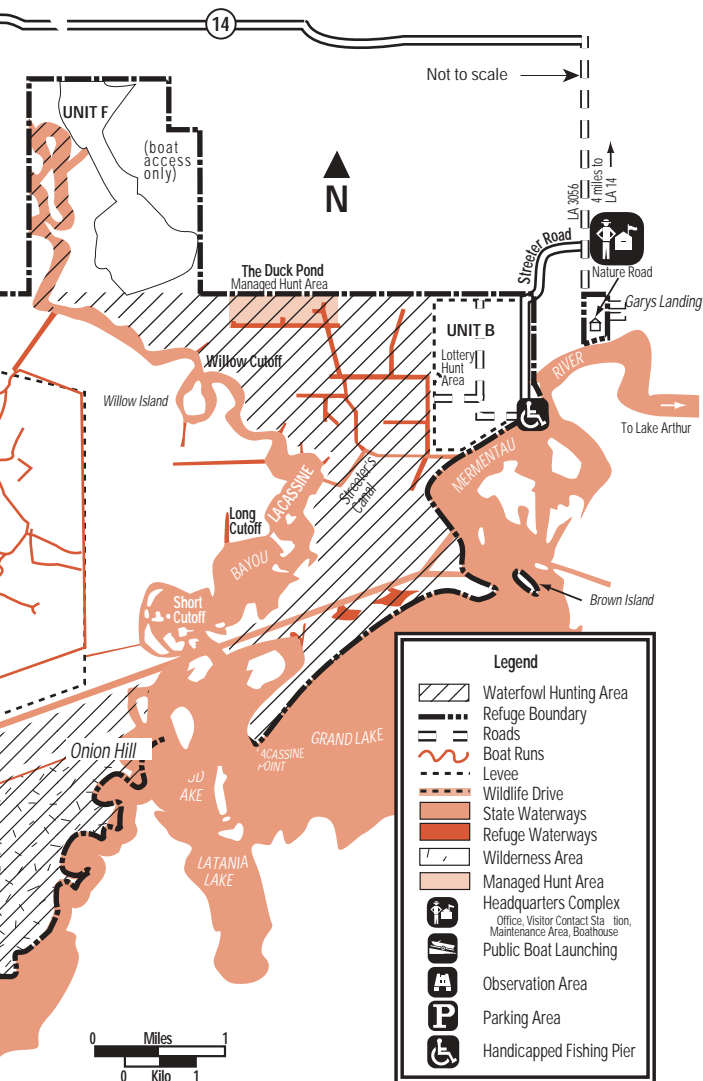 14
Not to scale
UNIT F
(boat
access
only)
N
LA 3056
4 miles to
LA 14
Streeter Road
Nature Road
Garys Landing
The Duck Pond
Managed Hunt Area
UNIT B
Lottery
Hunt
Area
Willow Cutoff
Willow Island
RIVER
To Lake Arthur
MERMENTAU
Streeter's
Canal
LACASSINE
Long
Cutoff
BAYOU
Short
Cutoff
Brown Island
Onion Hill
GRAND LAKE
ACASSINE
POINT
AKE
LATANIA
LAKE
Legend
Waterfowl Hunting Area
Refuge Boundary
Roads
Boat Runs
Levee
Wildlife Drive
State Waterways
Refuge Waterways
Wilderness Area
Managed Hunt Area
Headquarters Complex
Office, Visitor Contact Sta tion,
Maintenance Area, Boathouse
Public Boat Launching
Observation Area
P Parking Area
Handicapped Fishing Pier
0 Miles 1
0 Kilo 1